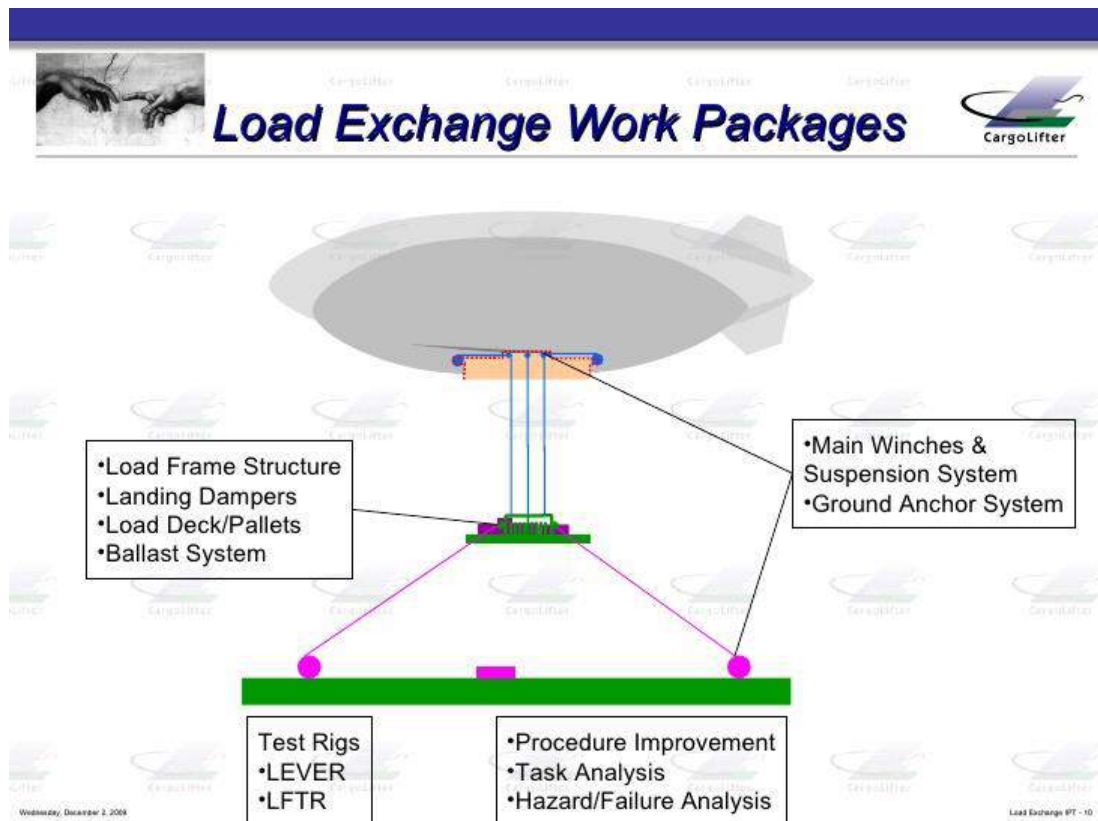 Load Exchange Work Packages
CargoLifter
•Load Frame Structure
•Landing Dampers
•Load Deck/Pallets
•Ballast System
•Main Winches &
Suspension System
•Ground Anchor System
Test Rigs
•LEVER
•LFTR
•Procedure Improvement
•Task Analysis
•Hazard/Failure Analysis
Wednesday, December 2, 2009
Load Exchange IPT - 10